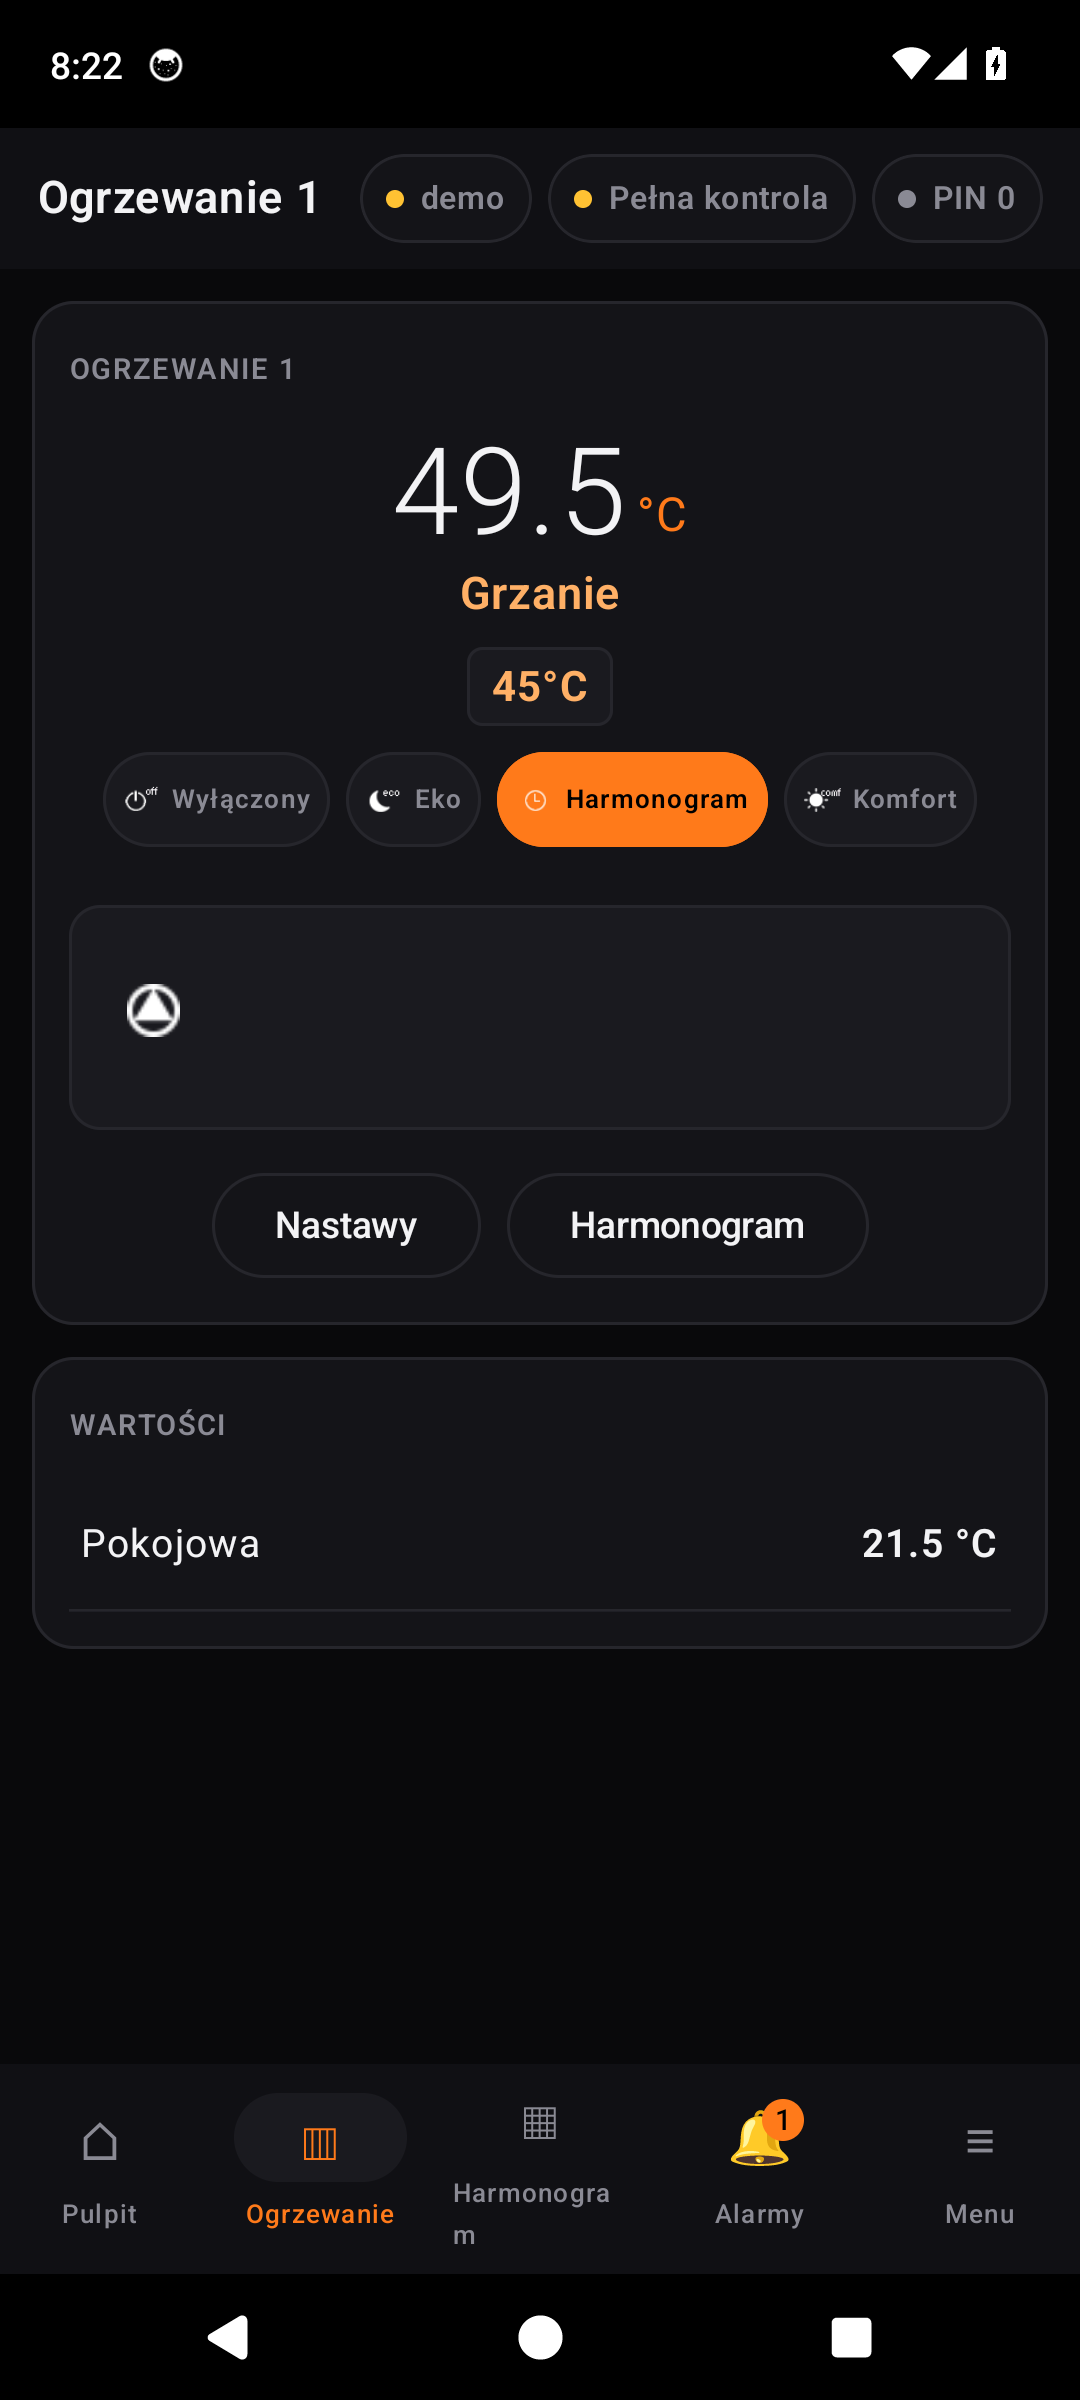 8:22
Ogrzewanie 1
demo
Pełna kontrola
PIN 0
OGRZEWANIE 1
49.5 °C
Grzanie
45°C
off Wyłączony
eco Eko
Harmonogram
comf Komfort
Nastawy
Harmonogram
WARTOŚCI
Pokojowa 21.5 °C
1
Pulpit
Ogrzewanie
Harmonogra
m
Alarmy
Menu